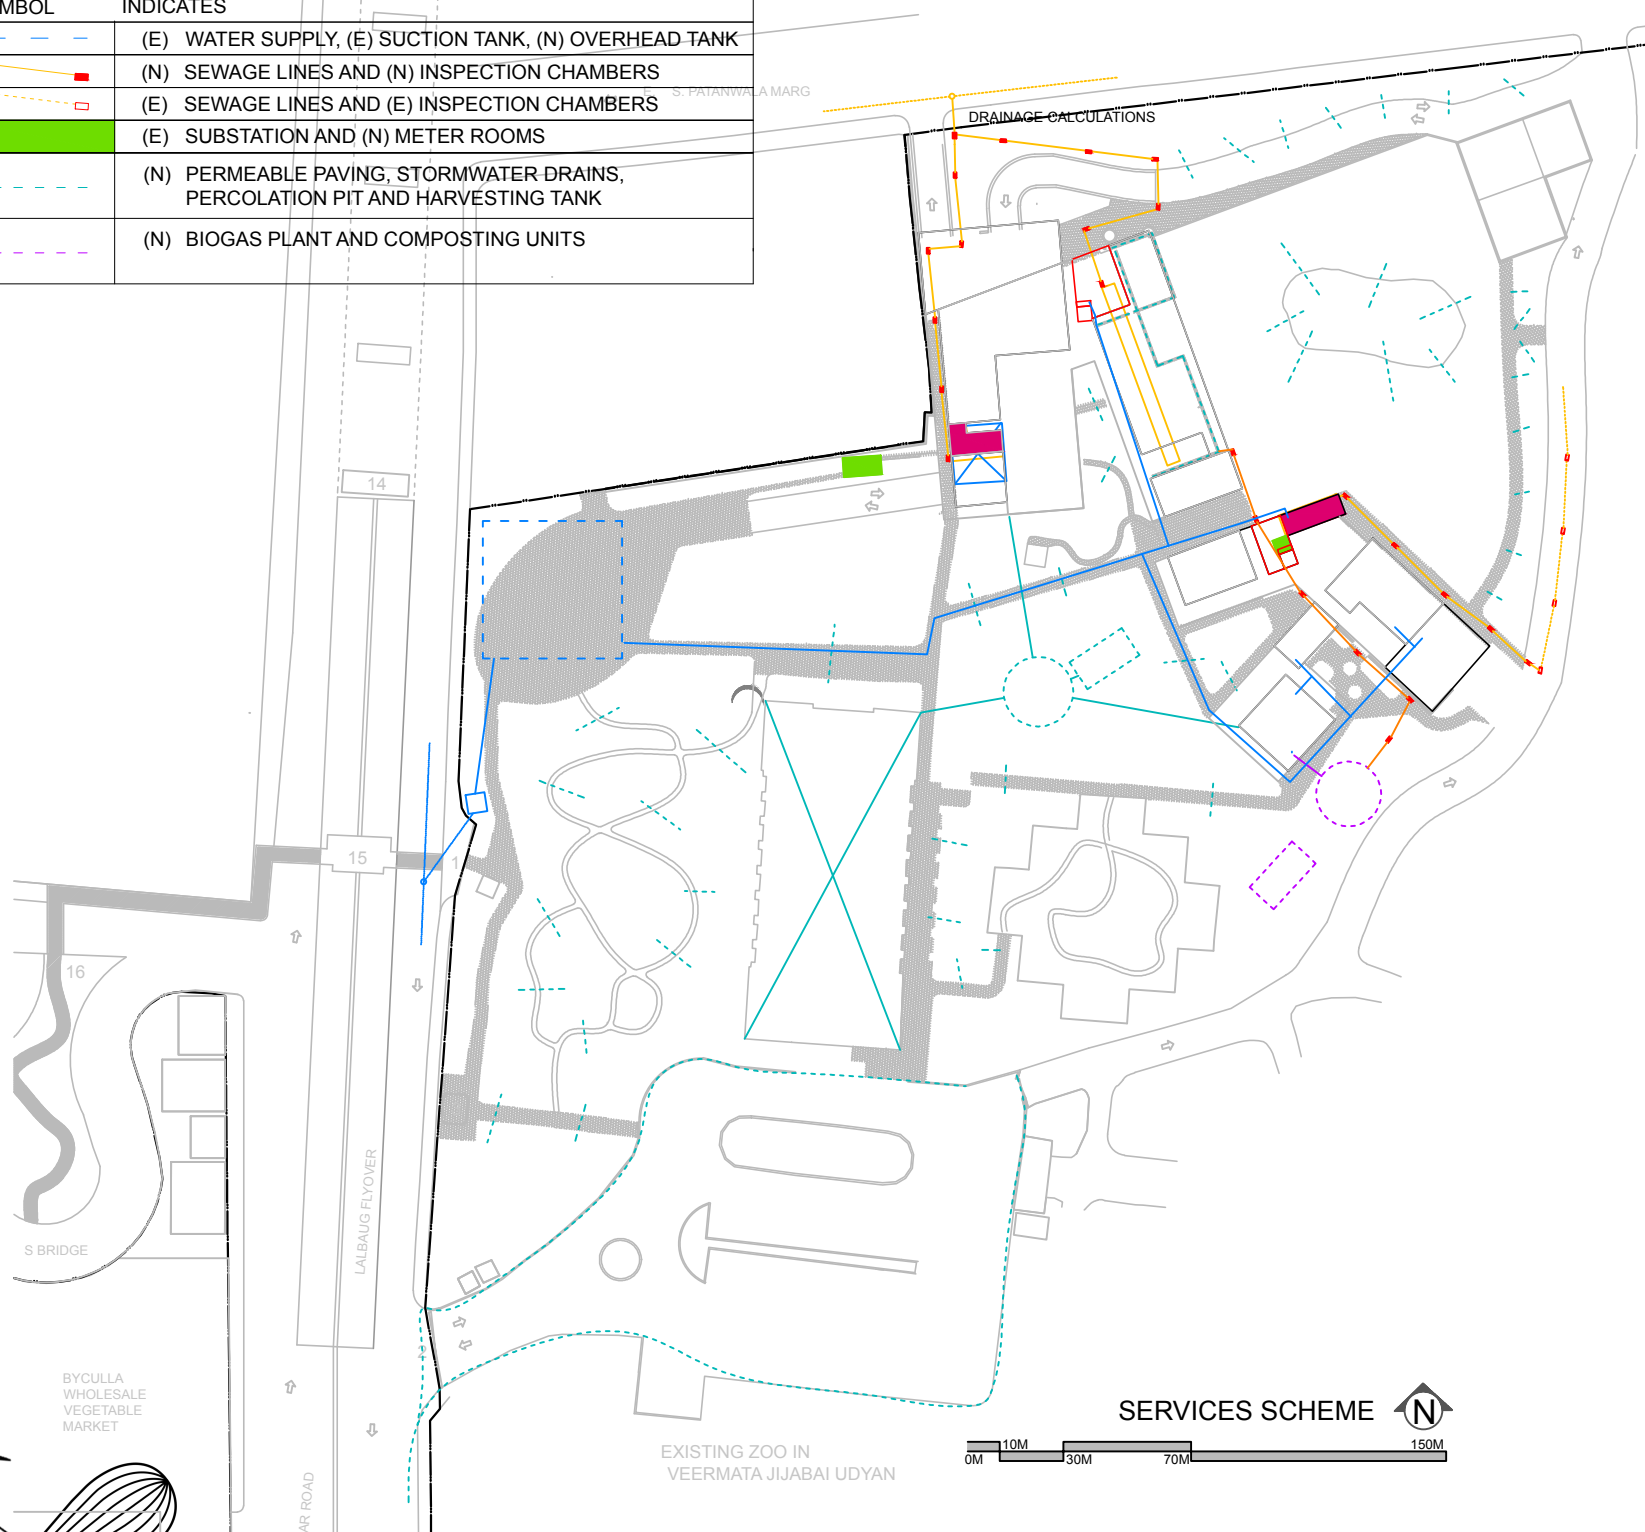 MBOL INDICATES
(E) WATER SUPPLY, (E) SUCTION TANK, (N) OVERHEAD TANK
(N) SEWAGE LINES AND (N) INSPECTION CHAMBERS
(E) SEWAGE LINES AND (E) INSPECTION CHAMBERS
(E) SUBSTATION AND (N) METER ROOMS
(N) PERMEABLE PAVING, STORMWATER DRAINS,
PERCOLATION PIT AND HARVESTING TANK
(N) BIOGAS PLANT AND COMPOSTING UNITS
E. S. PATANWALA MARG
DRAINAGE CALCULATIONS
14
15
1
16
S BRIDGE
LALBAUG FLYOVER
2
BYCULLA
WHOLESALE
VEGETABLE
MARKET
AR ROAD
EXISTING ZOO IN
VEERMATA JIJABAI UDYAN
SERVICES SCHEME
N
10M 150M
0M 30M 70M